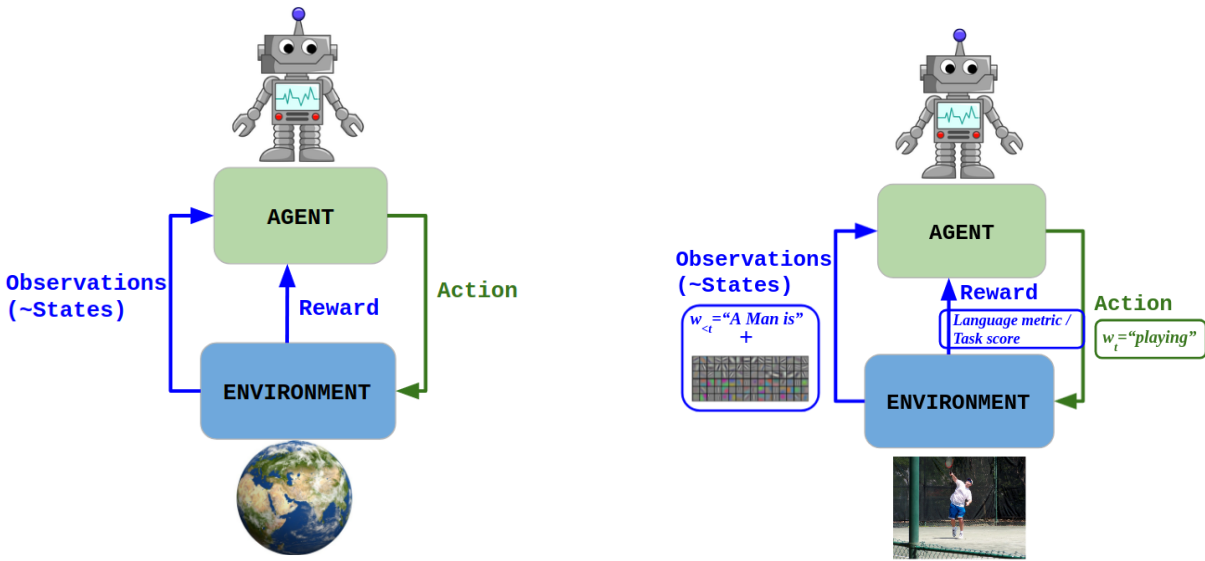 AGENT
Observations
(~States)
Reward
Action
ENVIRONMENT
AGENT
Observations
(~States)
w<t=“A Man is”
+
Reward
Language metric /
Task score
Action
wt=“playing”
ENVIRONMENT